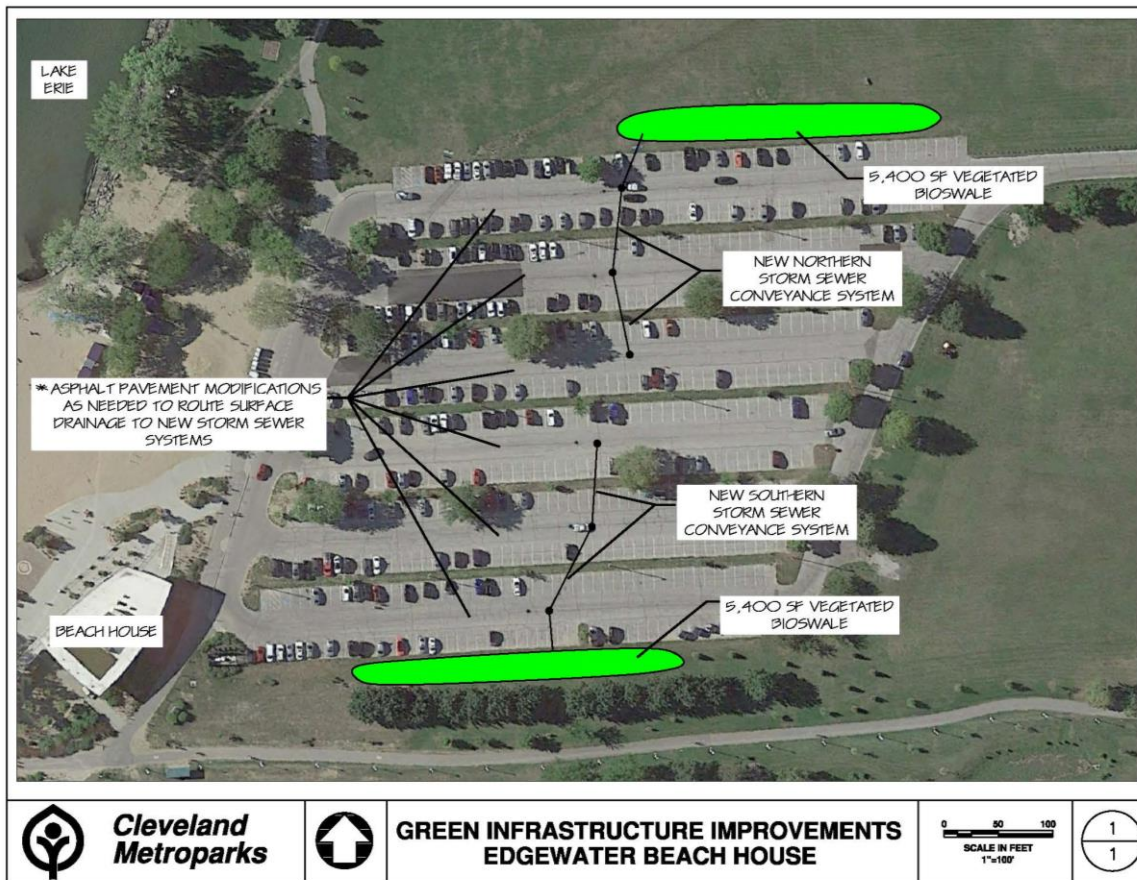 LAKE
ERIE
5,400 SF VEGETATED
BIOSWALE
NEW NORTHERN
STORM SEWER
CONVEYANCE SYSTEM
*ASPHALT PAVEMENT MODIFICATIONS
AS NEEDED TO ROUTE SURFACE
DRAINAGE TO NEW STORM SEWER
SYSTEMS
NEW SOUTHERN
STORM SEWER
CONVEYANCE SYSTEM
5,400 SF VEGETATED
BIOSWALE
BEACH HOUSE
Cleveland
Metroparks
GREEN INFRASTRUCTURE IMPROVEMENTS
EDGEWATER BEACH HOUSE
0 50 100
SCALE IN FEET
1"=100'
1
1